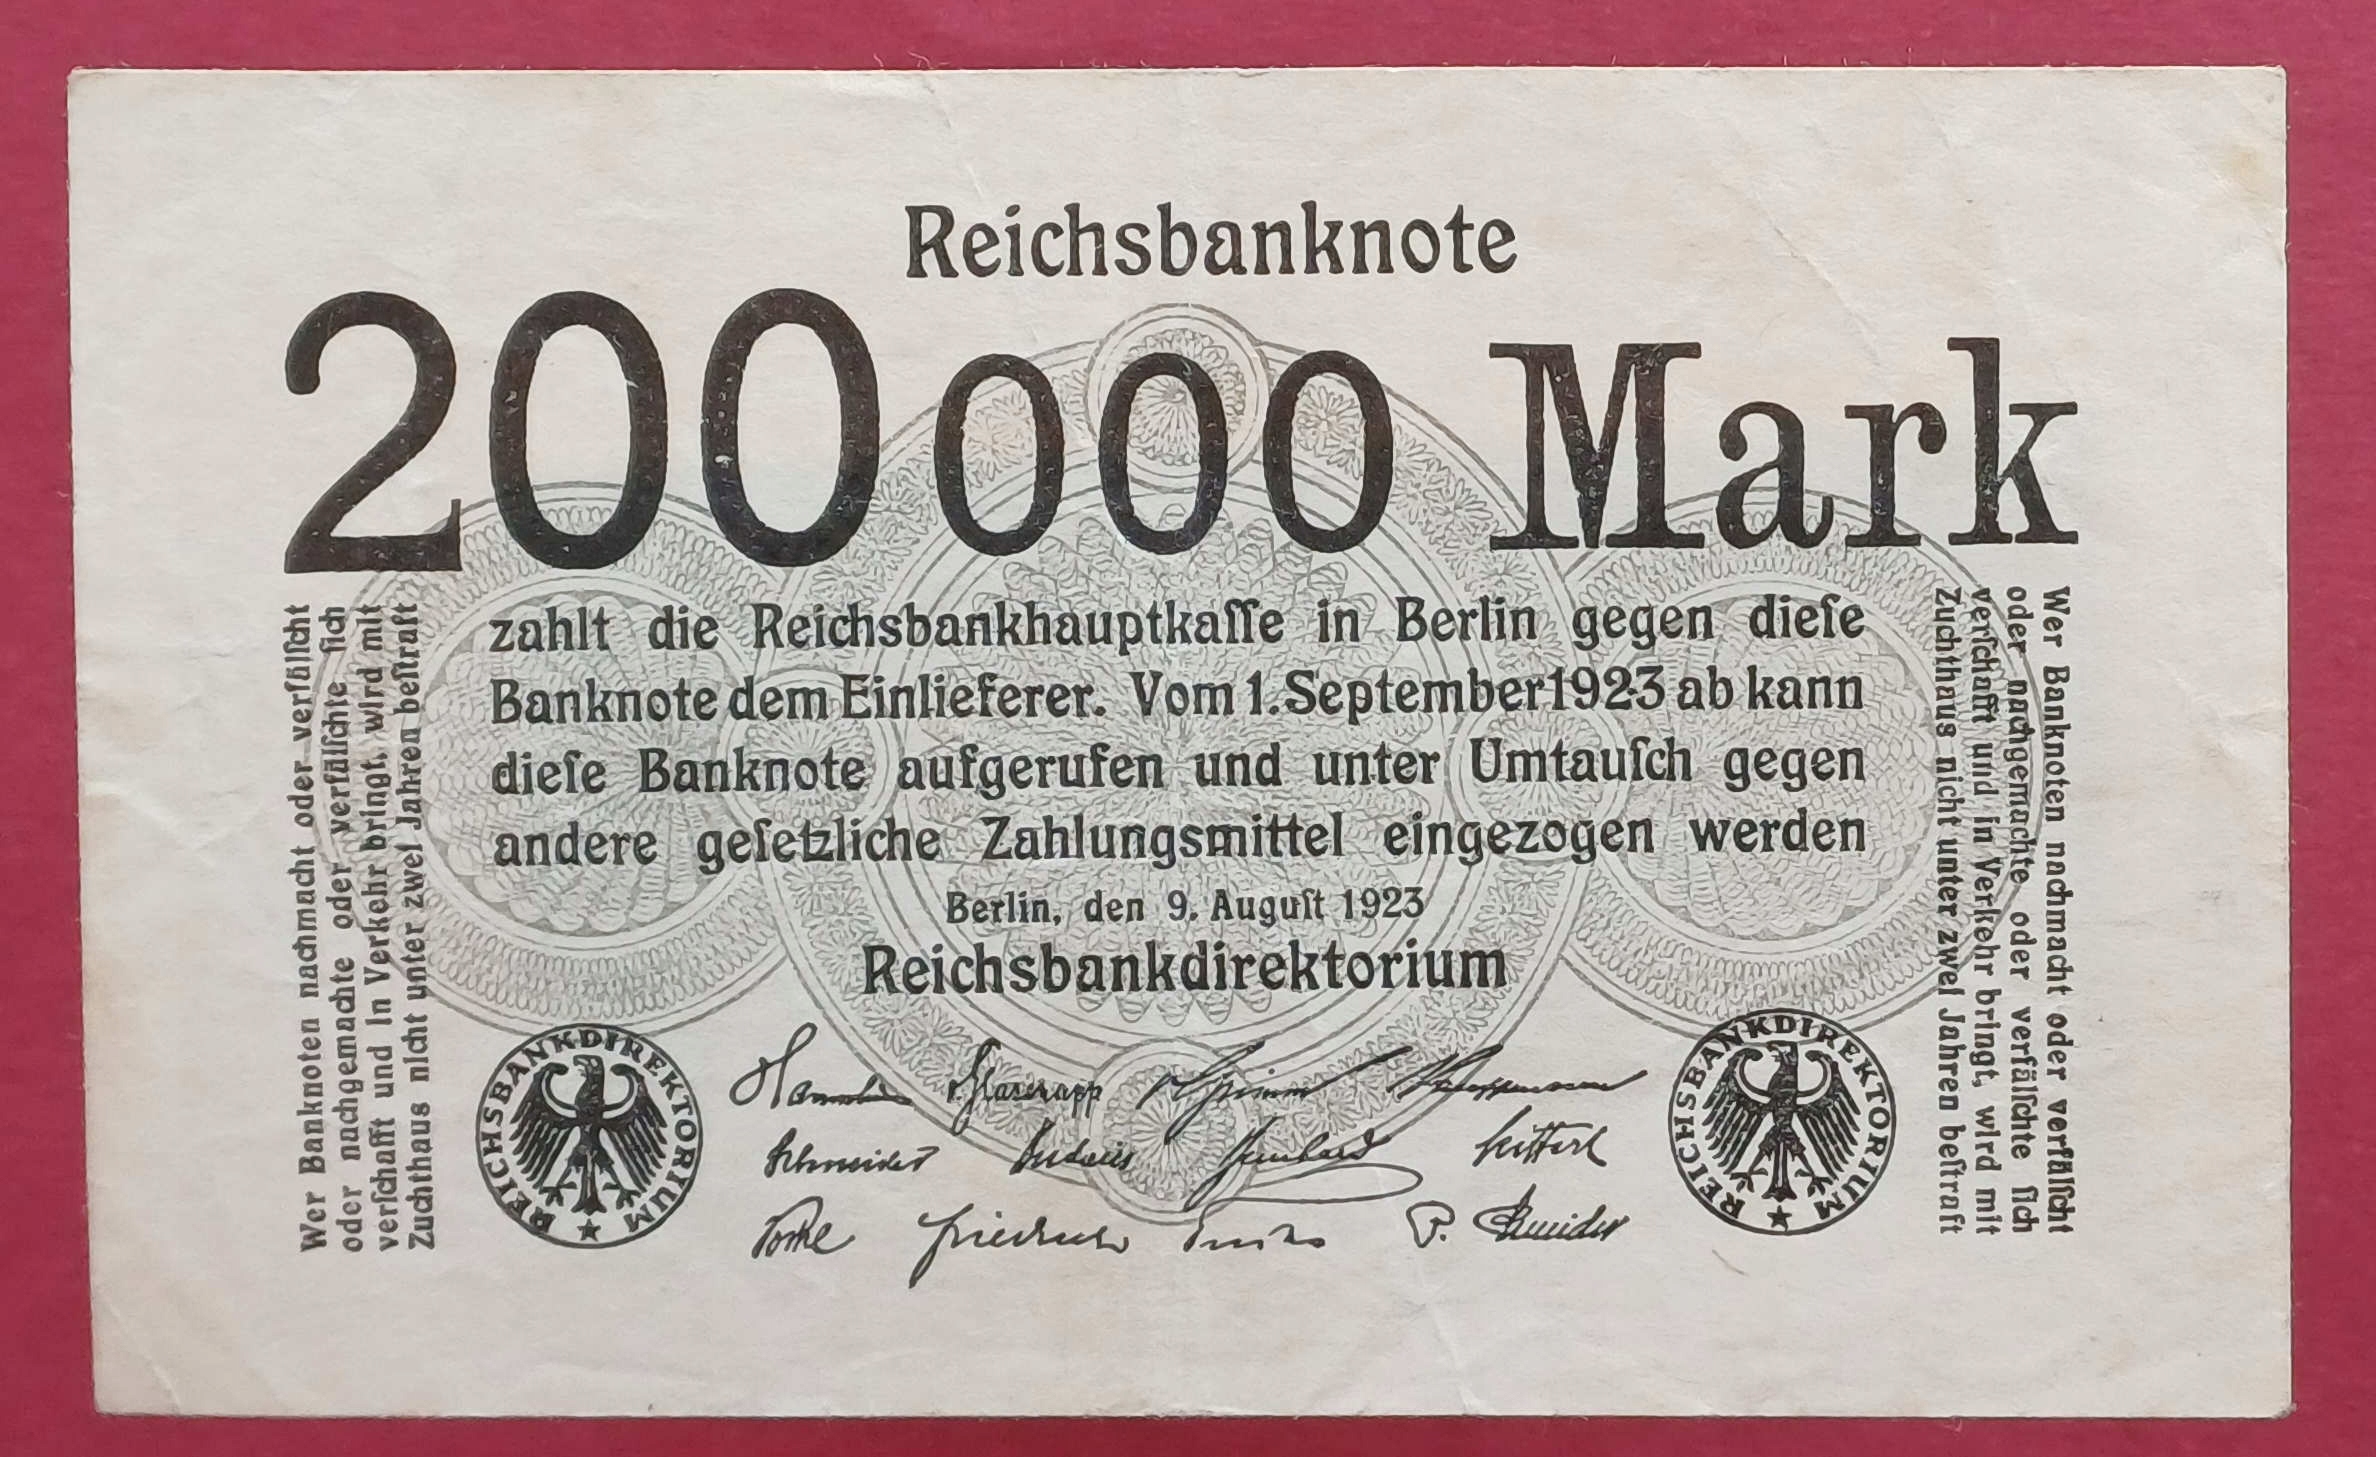 Reichsbanknote
200000 Mark
zahlt die Reichsbankhauptkaſſe in Berlin gegen dieſe
Banknote dem Einlieferer. Vom 1. September 1923 ab kann
dieſe Banknote aufgerufen und unter Umtauſch gegen
andere geſetzliche Zahlungsmittel eingezogen werden
Berlin, den 9. Auguſt 1923
Reichsbankdirektorium
Wer Banknoten nachmacht oder verfälſcht
oder nachgemachte oder verfälſchte ſich
verſchafft und in Verkehr bringt, wird mit
Zuchthaus nicht unter zwei Jahren beſtraft
Wer Banknoten nachmacht oder verfälſcht
oder nachgemachte oder verfälſchte ſich
verſchafft und in Verkehr bringt, wird mit
Zuchthaus nicht unter zwei Jahren beſtraft
REICHSBANKDIREKTORIUM
v. Glasenapp
Schneider
P. Schneider
REICHSBANKDIREKTORIUM